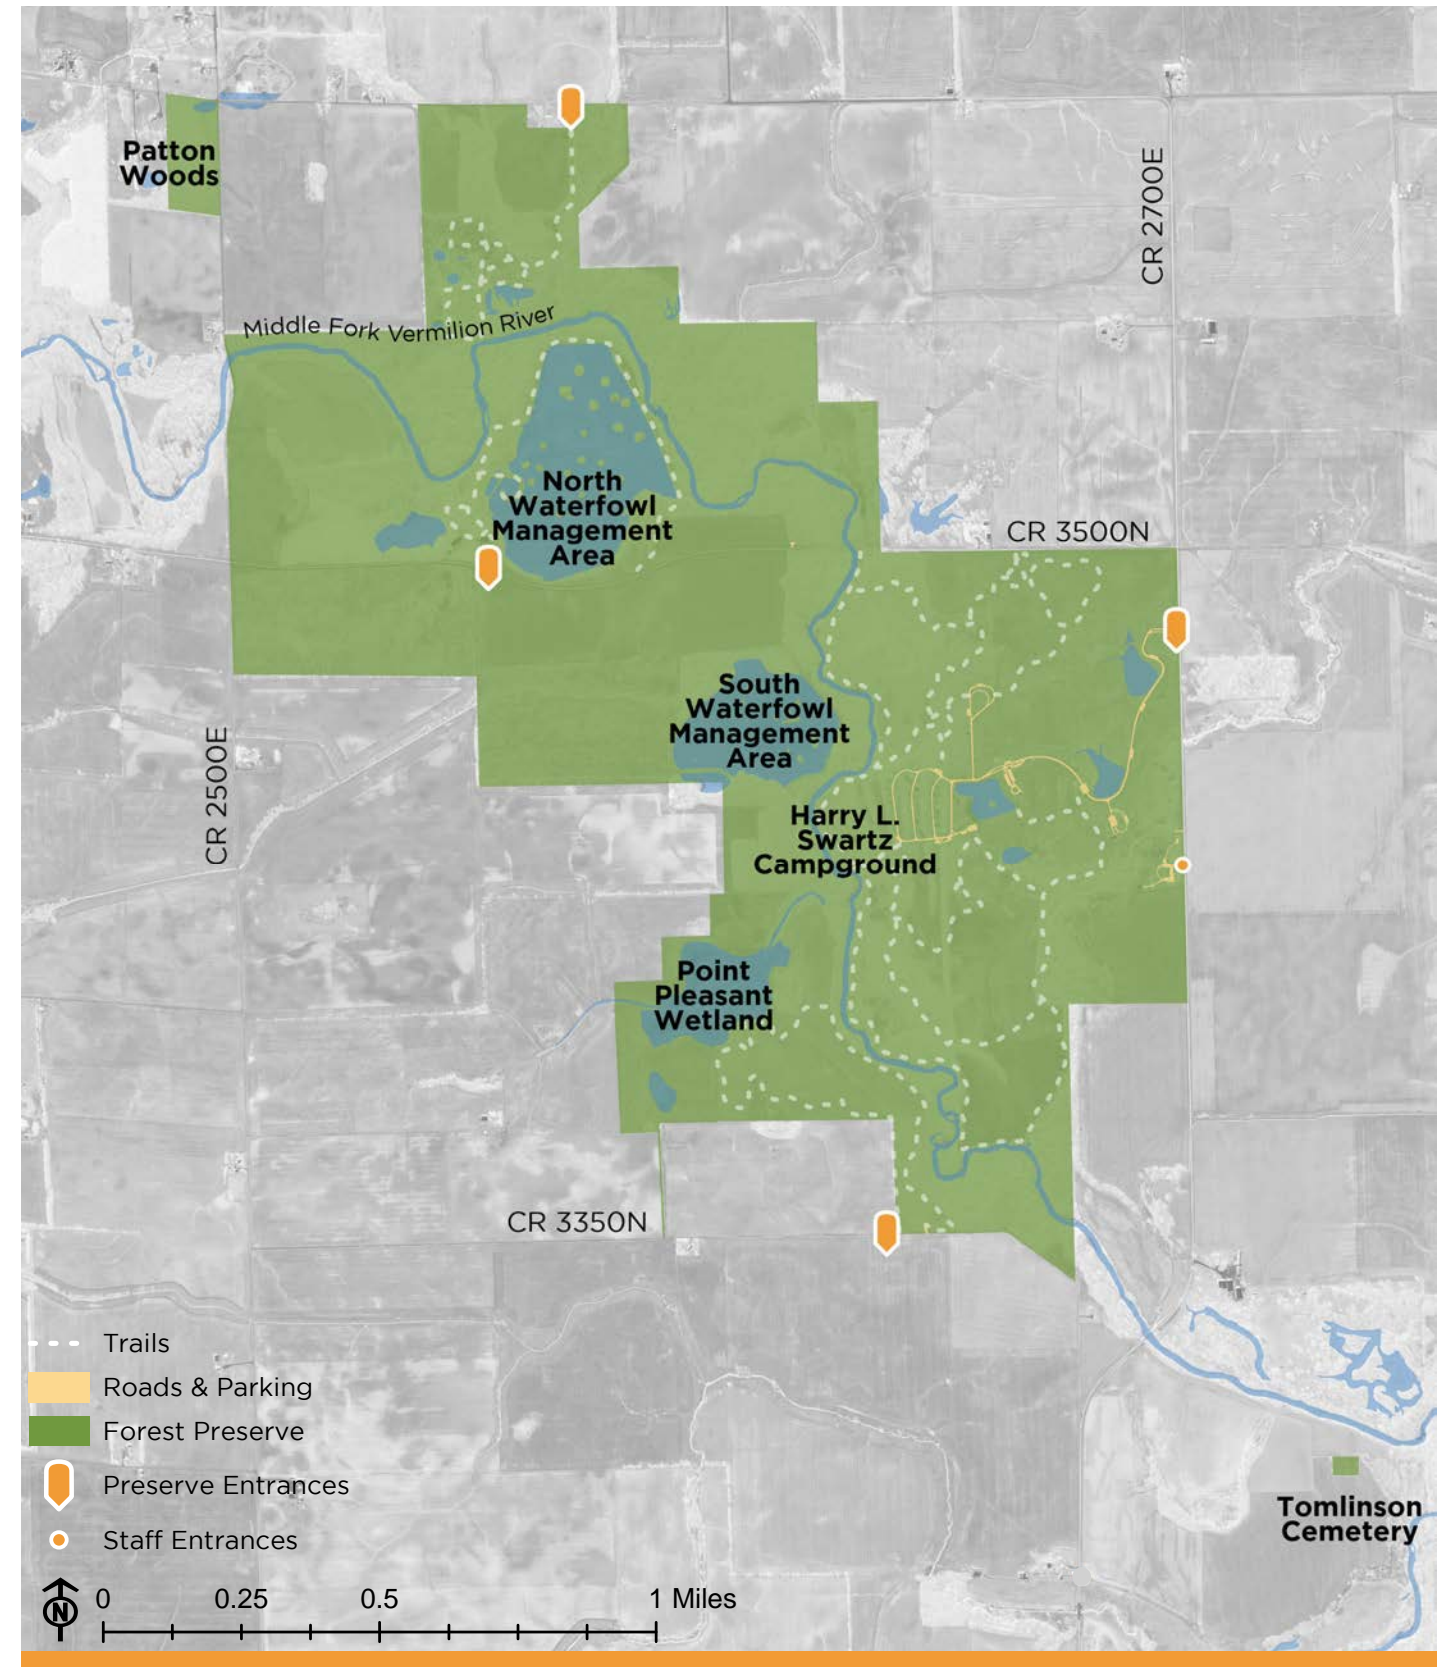 Patton
Woods
CR 2700E
Middle Fork Vermilion River
North
Waterfowl
Management
Area
CR 3500N
South
Waterfowl
Management
Area
CR 2500E
Harry L.
Swartz
Campground
Point
Pleasant
Wetland
CR 3350N
Trails
Roads & Parking
Forest Preserve
Preserve Entrances
Staff Entrances
Tomlinson
Cemetery
N
0 0.25 0.5 1 Miles